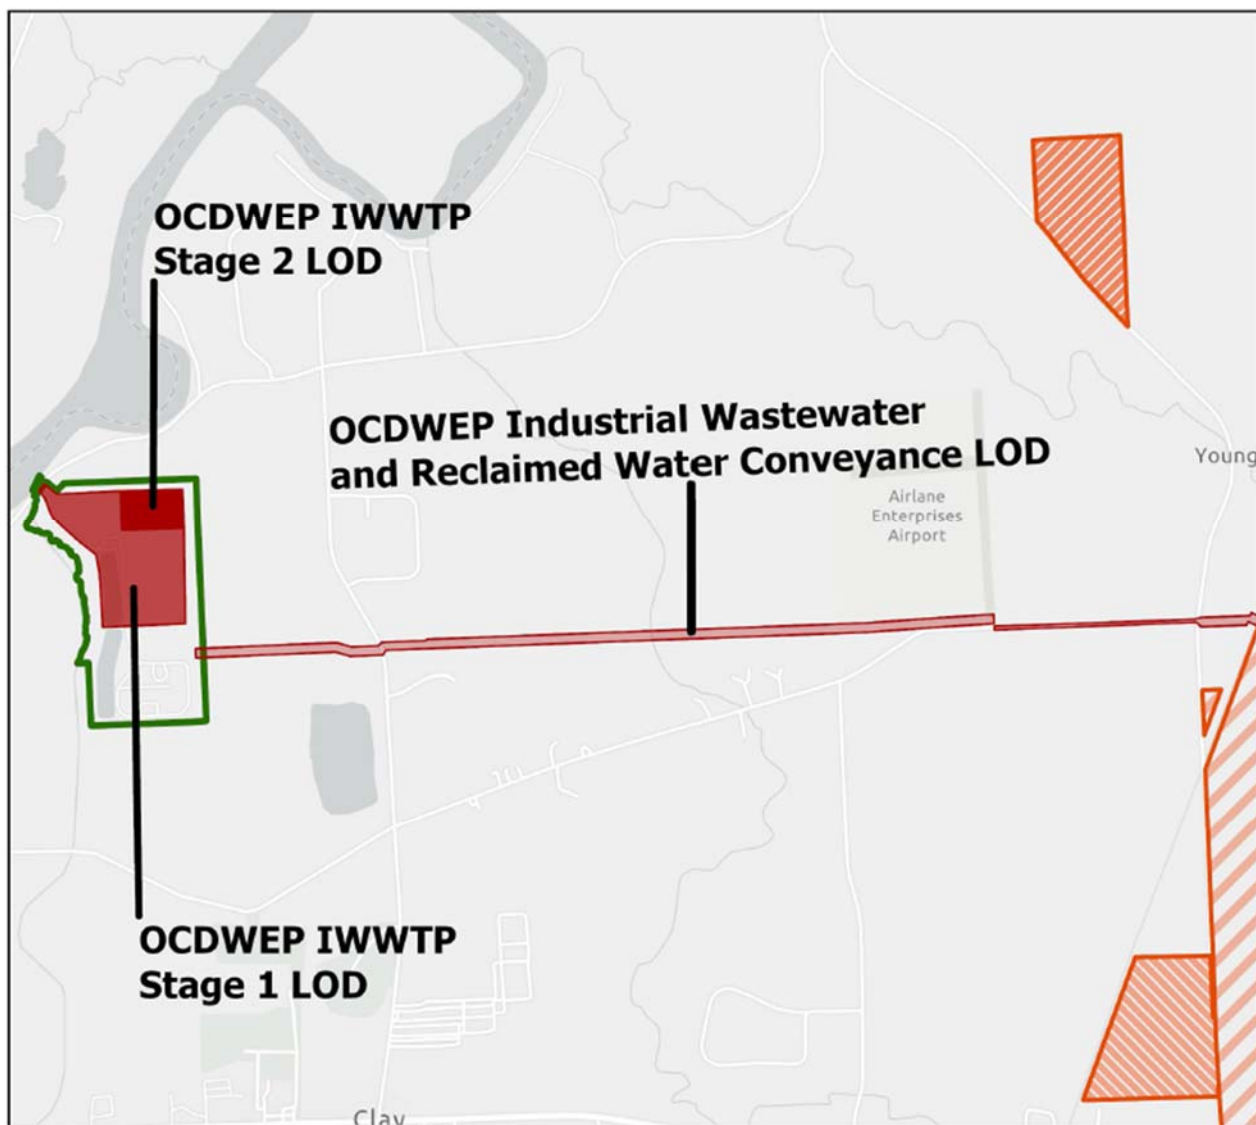 OCDWEP IWWTP
Stage 2 LOD
OCDWEP Industrial Wastewater
and Reclaimed Water Conveyance LOD
Young
Airlane
Enterprises
Airport
OCDWEP IWWTP
Stage 1 LOD
Clay